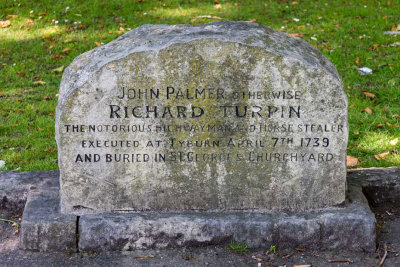 JOHN PALMER OTHERWISE
RICHARD TURPIN
THE NOTORIOUS HIGHWAYMAN AND HORSE STEALER
EXECUTED AT TYBURN APRIL 7TH 1739
AND BURIED IN ST GEORGE'S CHURCHYARD